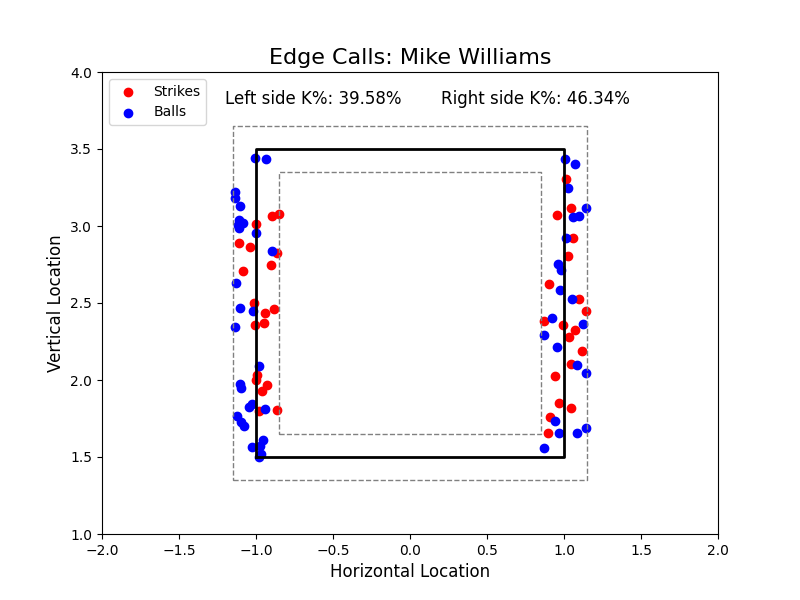 Edge Calls: Mike Williams
Strikes
Balls
Left side K%: 39.58%
Right side K%: 46.34%
Vertical Location
4.0
3.5
3.0
2.5
2.0
1.5
1.0
−2.0 −1.5 −1.0 −0.5 0.0 0.5 1.0 1.5 2.0
Horizontal Location